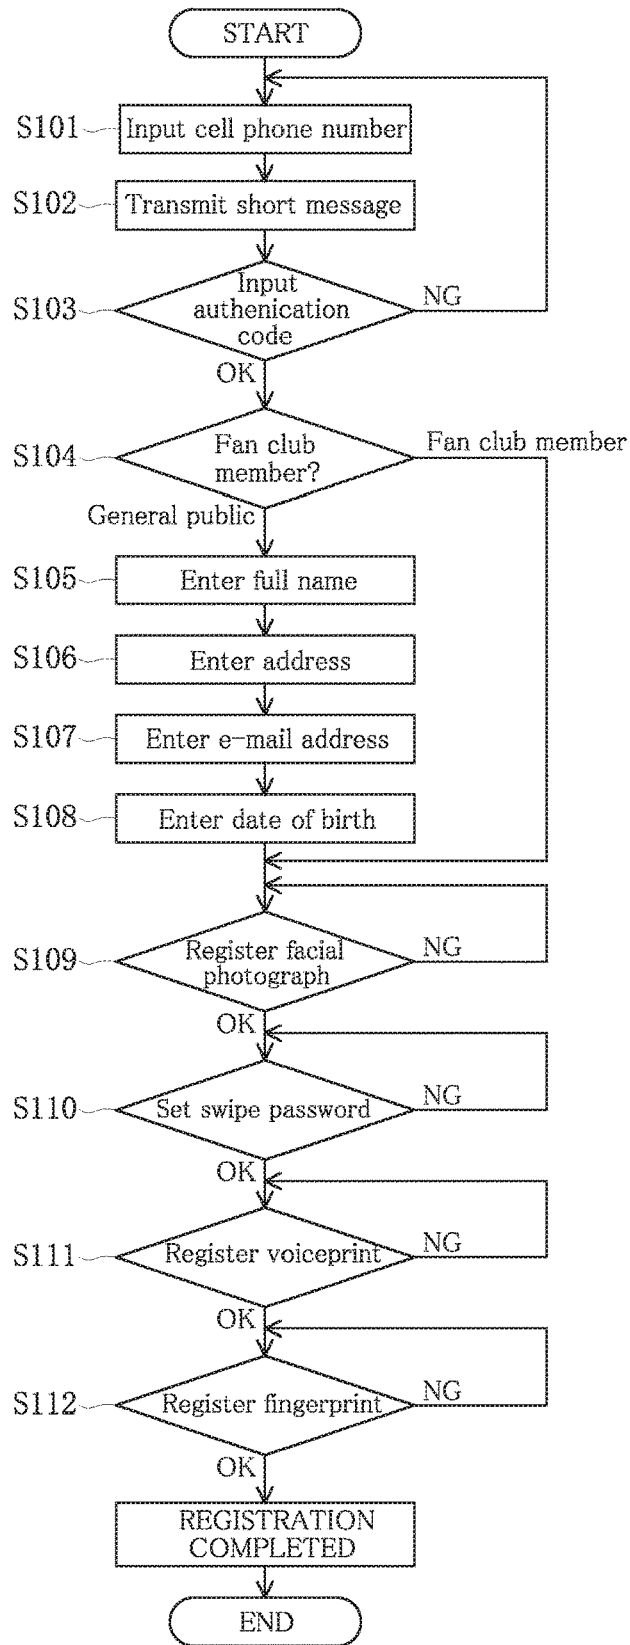 START
S101
Input cell phone number
S102
Transmit short message
S103
Input
authenication
code
NG
OK
S104
Fan club
member?
Fan club member
General public
S105
Enter full name
S106
Enter address
S107
Enter e-mail address
S108
Enter date of birth
S109
Register facial
photograph
NG
OK
S110
Set swipe password
NG
OK
S111
Register voiceprint
NG
OK
S112
Register fingerprint
NG
OK
REGISTRATION
COMPLETED
END